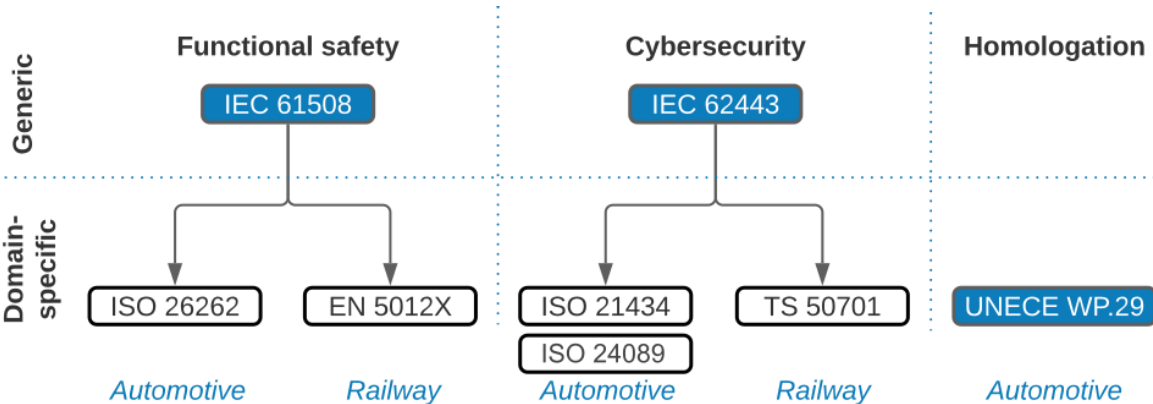 Functional safety
Cybersecurity
Homologation
Generic
IEC 61508
IEC 62443
Domain-
specific
ISO 26262
EN 5012X
ISO 21434
TS 50701
UNECE WP.29
ISO 24089
Automotive
Railway
Automotive
Railway
Automotive